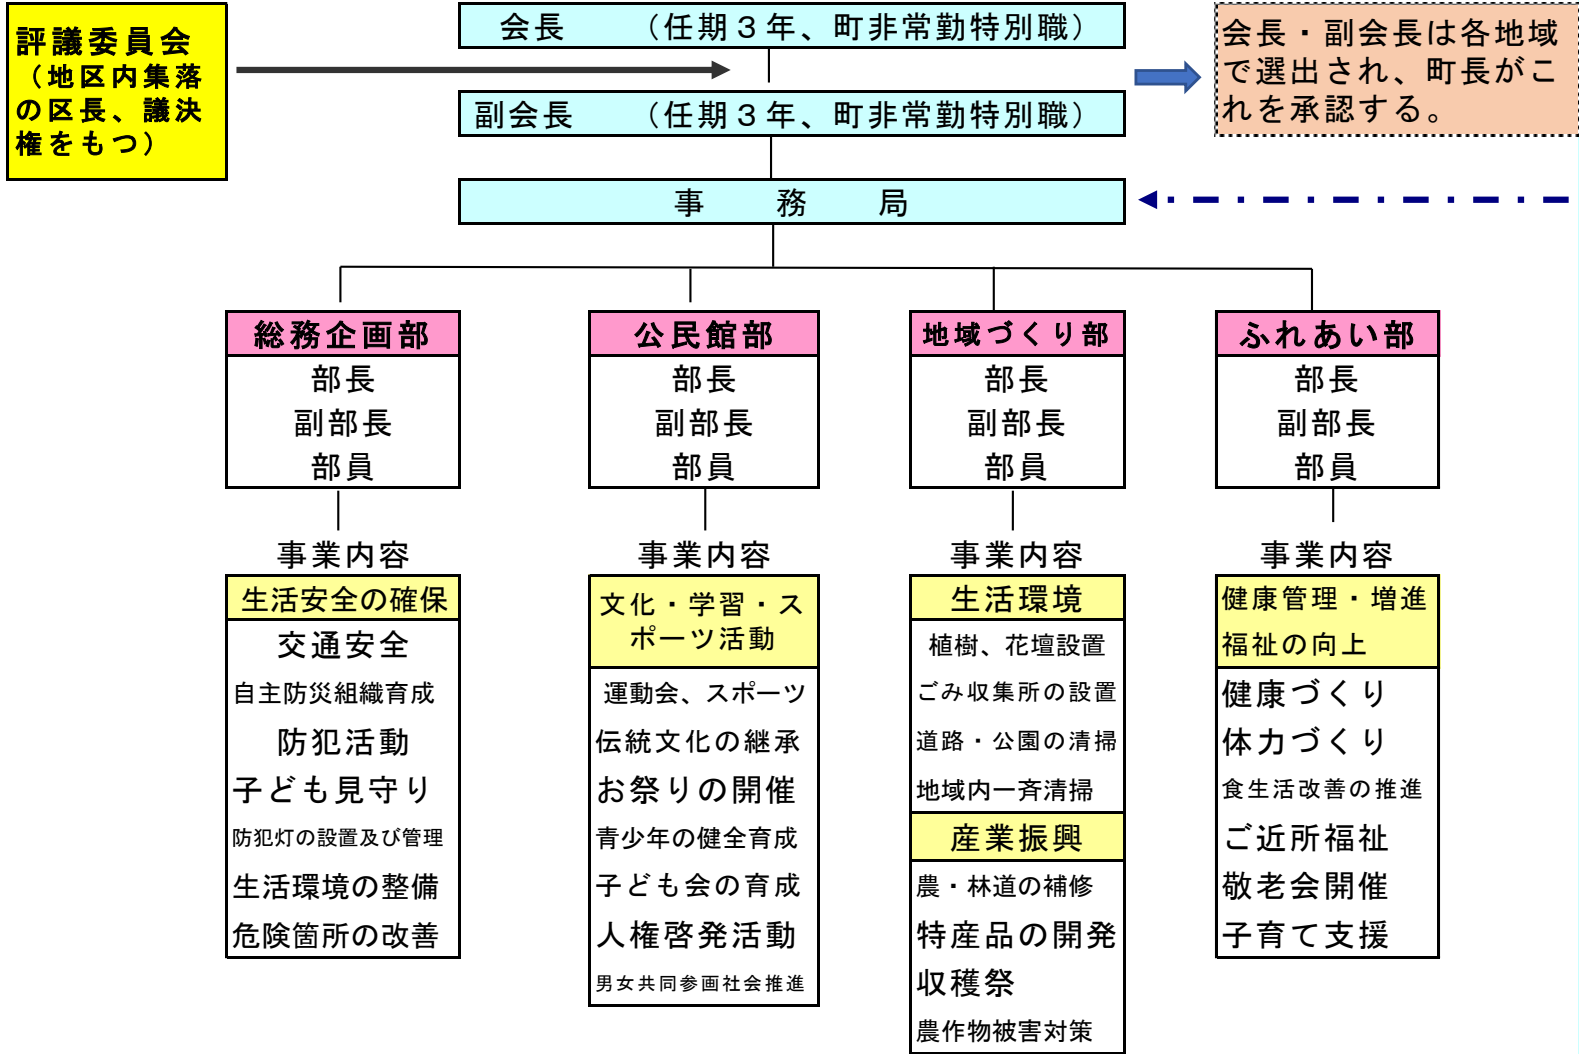 評議委員会
（地区内集落
の区長、議決
権をもつ）
会長　　（任期３年、町非常勤特別職）
副会長　　（任期３年、町非常勤特別職）
会長・副会長は各地域
で選出され、町長がこ
れを承認する。
事　務　局
総務企画部
部長
副部長
部員
事業内容
生活安全の確保
交通安全
自主防災組織育成
防犯活動
子ども見守り
防犯灯の設置及び管理
生活環境の整備
危険箇所の改善
公民館部
部長
副部長
部員
事業内容
文化・学習・ス
ポーツ活動
運動会、スポーツ
伝統文化の継承
お祭りの開催
青少年の健全育成
子ども会の育成
人権啓発活動
男女共同参画社会推進
地域づくり部
部長
副部長
部員
事業内容
生活環境
植樹、花壇設置
ごみ収集所の設置
道路・公園の清掃
地域内一斉清掃
産業振興
農・林道の補修
特産品の開発
収穫祭
農作物被害対策
ふれあい部
部長
副部長
部員
事業内容
健康管理・増進
福祉の向上
健康づくり
体力づくり
食生活改善の推進
ご近所福祉
敬老会開催
子育て支援